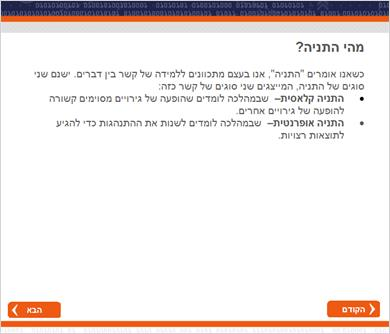 מהי התניה?
כשאנו אומרים "התניה", אנו בעצם מתכוונים ללמידה של קשר בין דברים. ישנם שני
סוגים של התניה, המייצגים שני סוגים של קשר כזה:
התניה קלאסית– שבמהלכה לומדים שהופעה של גירויים מסוימים קשורה
להופעה של גירויים אחרים.
התניה אופרנטית– שבמהלכה לומדים לשנות את ההתנהגות כדי להגיע
לתוצאות רצויות.
הקודם
הבא